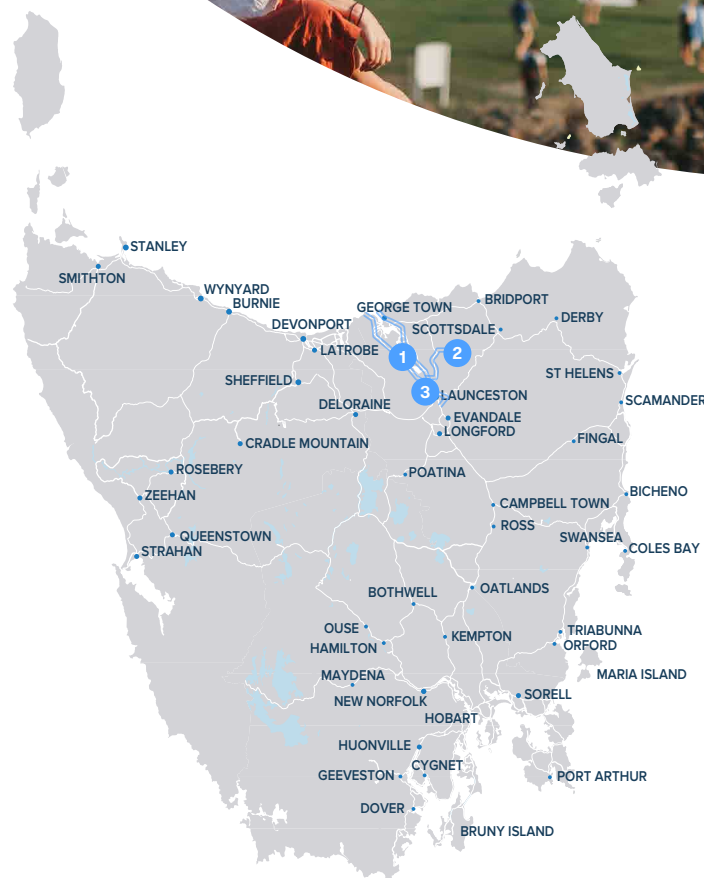 STANLEY
SMITHTON
WYNYARD
BURNIE
GEORGE TOWN
BRIDPORT
DERBY
DEVONPORT
SCOTTSDALE
LATROBE
1
2
ST HELENS
SHEFFIELD
3
LAUNCESTON
SCAMANDER
DELORAINE
EVANDALE
LONGFORD
FINGAL
CRADLE MOUNTAIN
ROSEBERY
POATINA
ZEEHAN
BICHENO
CAMPBELL TOWN
ROSS
QUEENSTOWN
SWANSEA
STRAHAN
COLES BAY
BOTHWELL
OATLANDS
OUSE
KEMPTON
TRIABUNNA
HAMILTON
ORFORD
MAYDENA
MARIA ISLAND
NEW NORFOLK
SORELL
HOBART
HUONVILLE
CYGNET
GEEVESTON
PORT ARTHUR
DOVER
BRUNY ISLAND